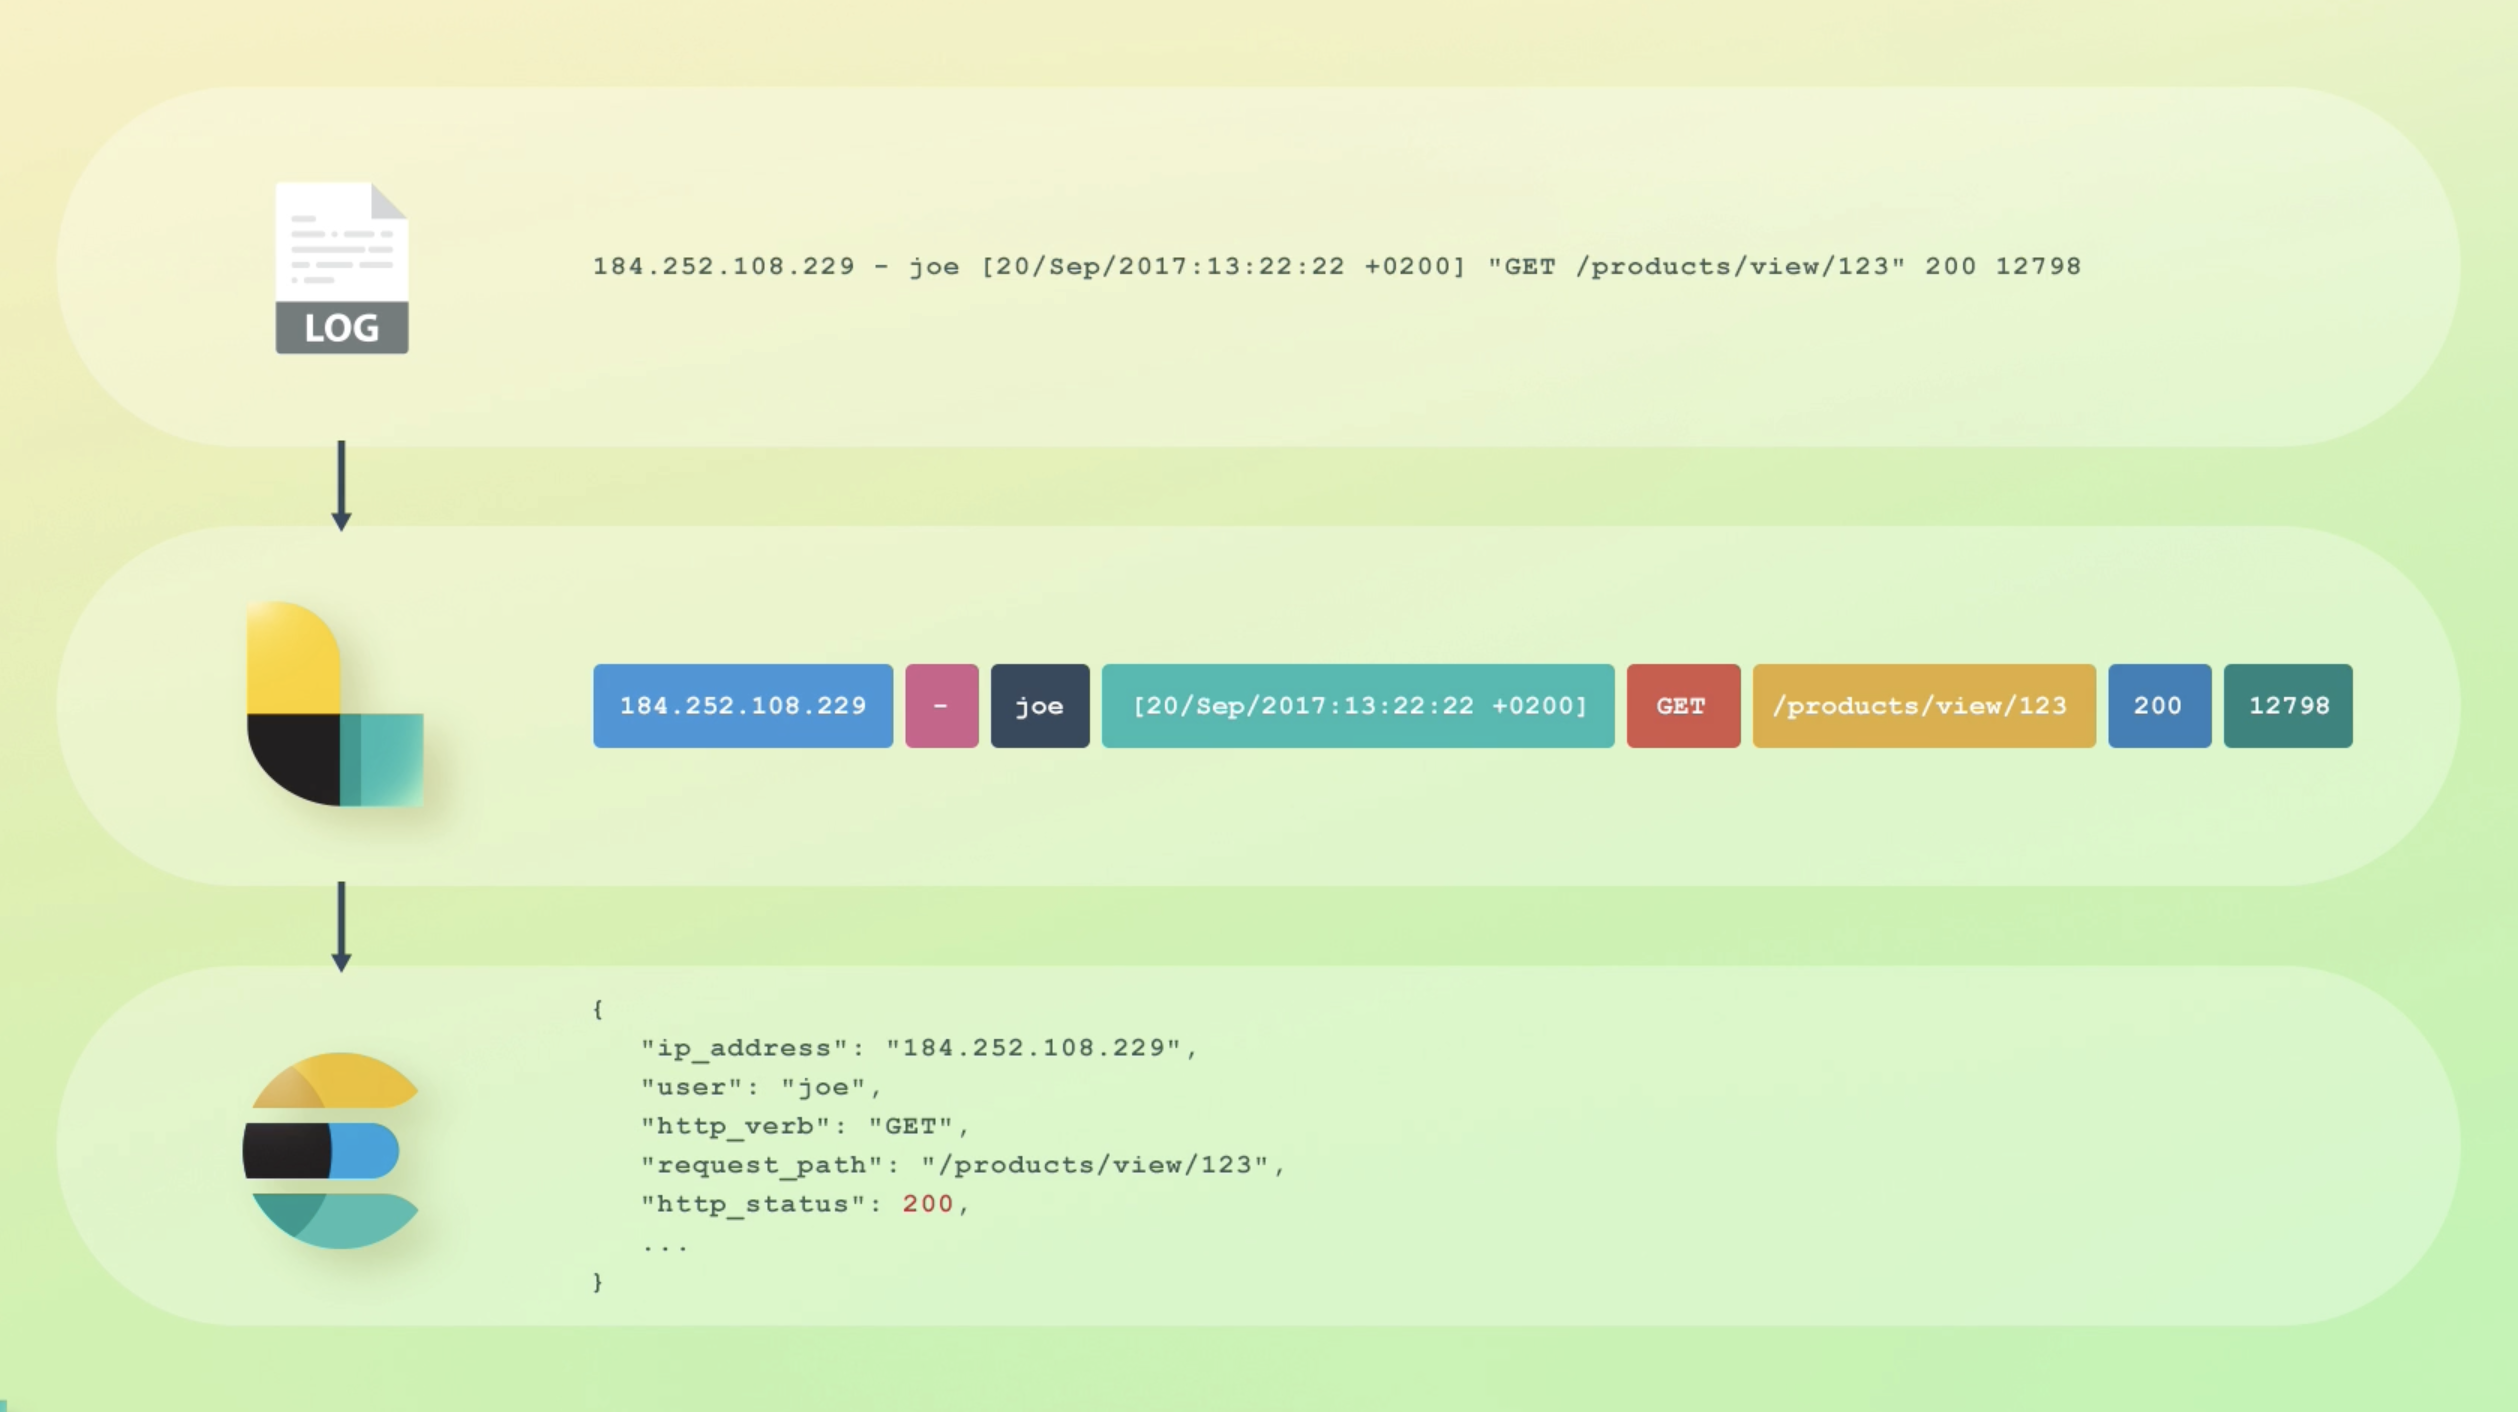 LOG
184.252.108.229 - joe [20/Sep/2017:13:22:22 +0200] "GET /products/view/123" 200 12798
184.252.108.229 - joe [20/Sep/2017:13:22:22 +0200] GET /products/view/123 200 12798
{
"ip_address": "184.252.108.229",
"user": "joe",
"http_verb": "GET",
"request_path": "/products/view/123",
"http_status": 200,
...
}